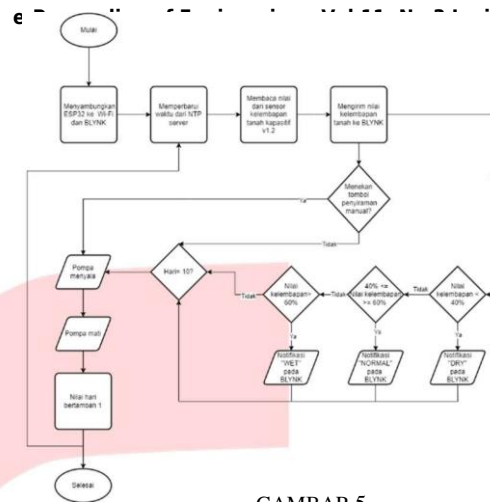 Mulai
Menyambungkan
ESP32 ke Wi-Fi
dan BLYNK
Memperbarui
waktu dari NTP
server
Membaca nilai
dari sensor
kelembapan
tanah kapasitif
v1.2
Mengirim nilai
kelembapan
tanah ke BLYNK
Menekan
tombol
penyiraman
manual?
Ya
Tidak
Pompa
menyala
Hari= 10?
Tidak
Nilai
kelembapan>
60%
Tidak
40% <=
Nilai kelembapan
>= 60%
Tidak
Nilai
kelembapan <
40%
Ya
Ya
Ya
Notifikasi
"WET"
pada
BLYNK
Notifikasi
"NORMAL"
pada
BLYNK
Notifikasi
"DRY"
pada
BLYNK
Pompa mati
Nilai hari
bertambah 1
Selesai